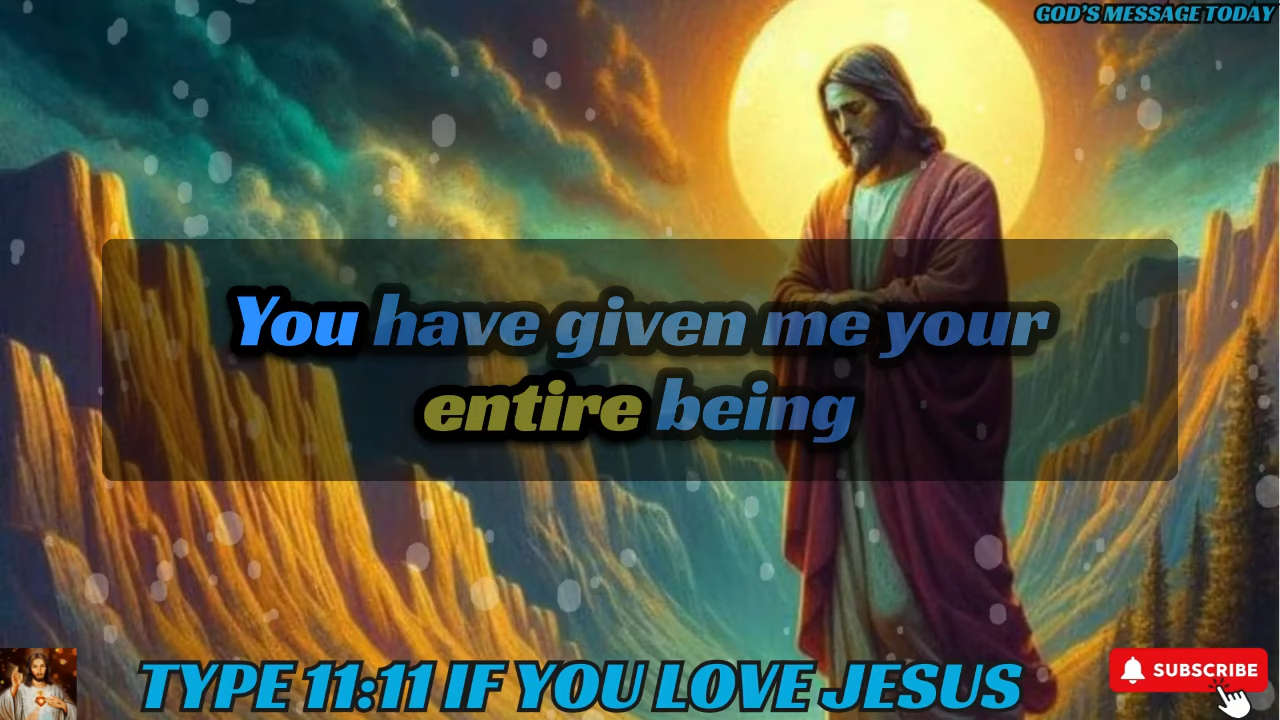 GOD'S MESSAGE TODAY
You have given me your
entire being
TYPE 11:11 IF YOU LOVE JESUS
SUBSCRIBE